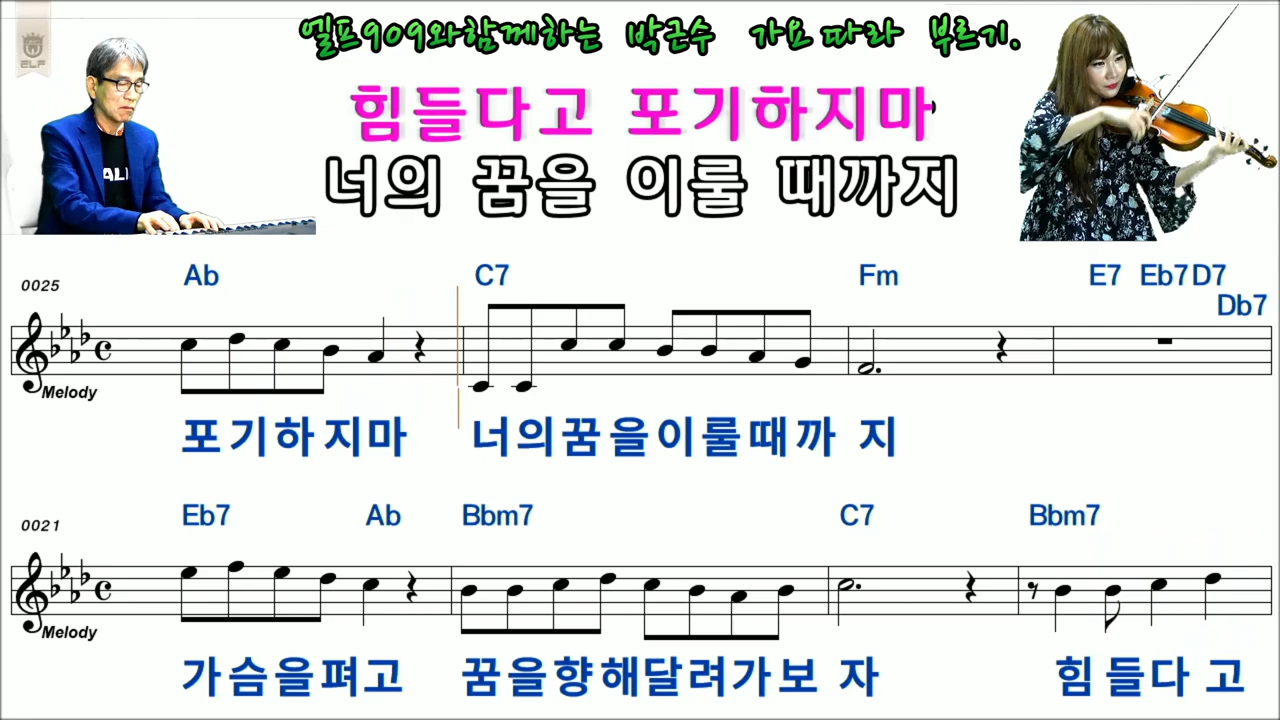 엘프909와함께하는 박근수 가요 따라 부르기.
ELF
힘들다고 포기하지마
너의 꿈을 이룰 때까지
ALL
0025 Ab C7 Fm E7 Eb7 D7 Db7
Melody
포기하지마 너의꿈을이룰때까 지
0021 Eb7 Ab Bbm7 C7 Bbm7
Melody
가슴을펴고 꿈을향해달려가보 자 힘들다고